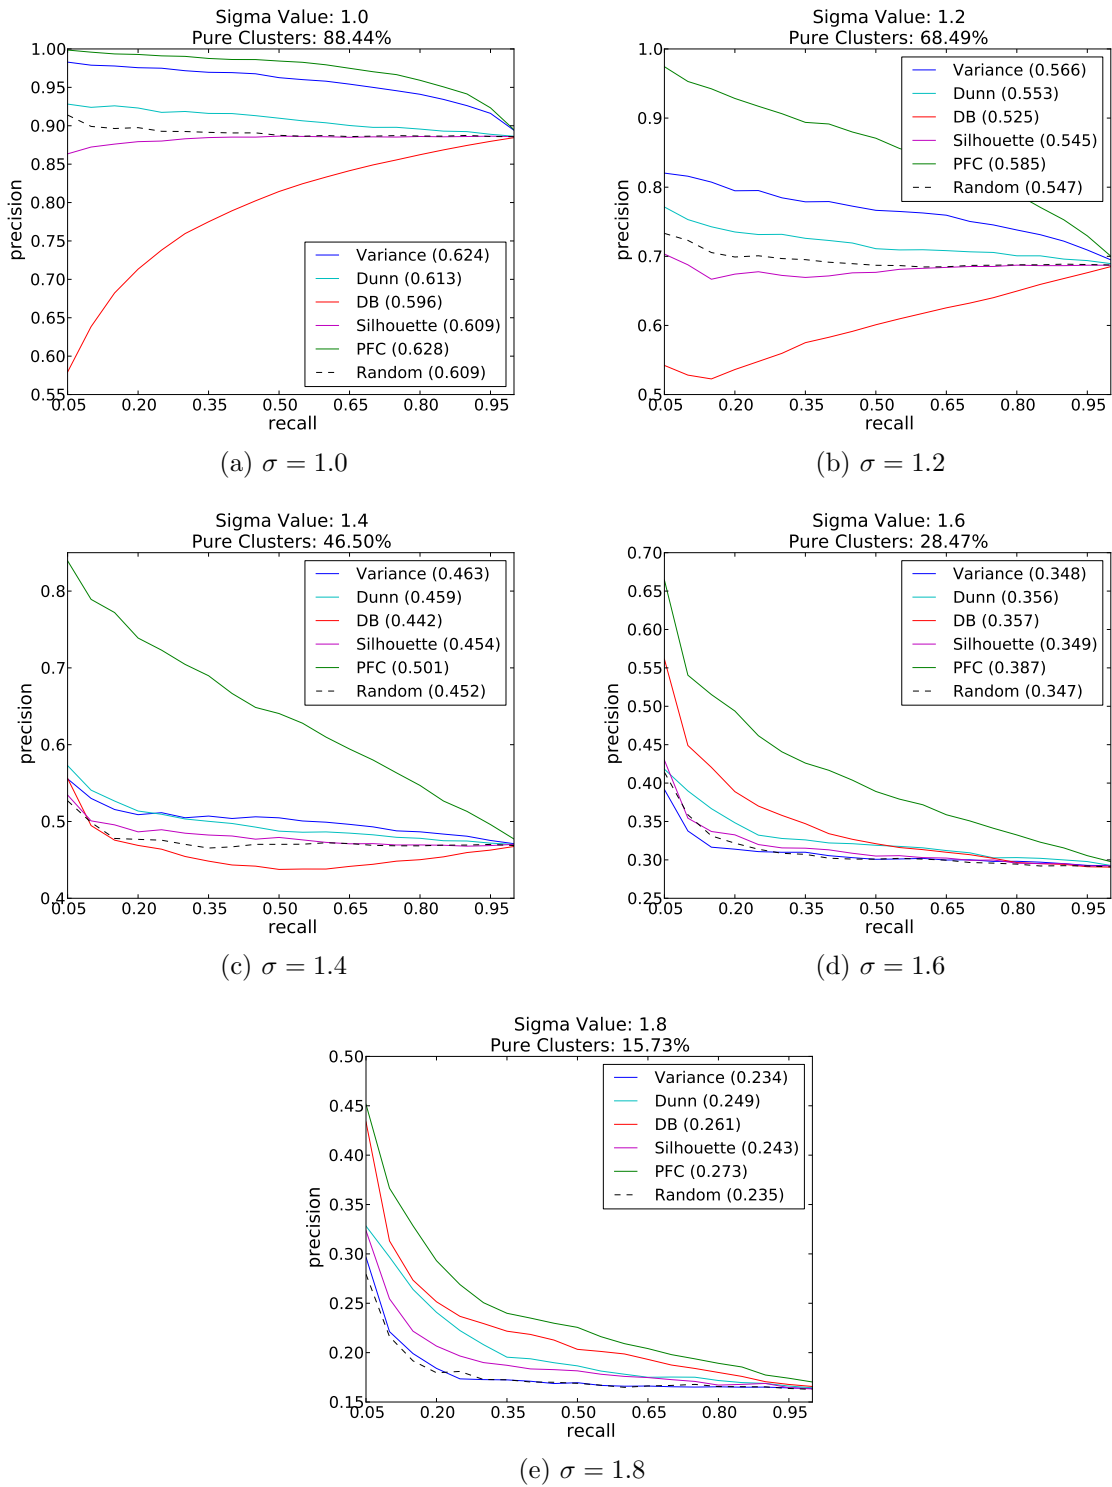 Sigma Value: 1.0
Pure Clusters: 88.44%
1.00
0.95
0.90
0.85
0.80
0.75
0.70
0.65
0.60
0.55
precision
Variance (0.624)
Dunn (0.613)
DB (0.596)
Silhouette (0.609)
PFC (0.628)
Random (0.609)
0.05 0.20 0.35 0.50 0.65 0.80 0.95
recall
(a) σ = 1.0
Sigma Value: 1.2
Pure Clusters: 68.49%
1.0
0.9
0.8
0.7
0.6
0.5
precision
Variance (0.566)
Dunn (0.553)
DB (0.525)
Silhouette (0.545)
PFC (0.585)
Random (0.547)
0.05 0.20 0.35 0.50 0.65 0.80 0.95
recall
(b) σ = 1.2
Sigma Value: 1.4
Pure Clusters: 46.50%
0.8
0.7
0.6
0.5
0.4
precision
Variance (0.463)
Dunn (0.459)
DB (0.442)
Silhouette (0.454)
PFC (0.501)
Random (0.452)
0.05 0.20 0.35 0.50 0.65 0.80 0.95
recall
(c) σ = 1.4
Sigma Value: 1.6
Pure Clusters: 28.47%
0.70
0.65
0.60
0.55
0.50
0.45
0.40
0.35
0.30
0.25
precision
Variance (0.348)
Dunn (0.356)
DB (0.357)
Silhouette (0.349)
PFC (0.387)
Random (0.347)
0.05 0.20 0.35 0.50 0.65 0.80 0.95
recall
(d) σ = 1.6
Sigma Value: 1.8
Pure Clusters: 15.73%
0.50
0.45
0.40
0.35
0.30
0.25
0.20
0.15
precision
Variance (0.234)
Dunn (0.249)
DB (0.261)
Silhouette (0.243)
PFC (0.273)
Random (0.235)
0.05 0.20 0.35 0.50 0.65 0.80 0.95
recall
(e) σ = 1.8